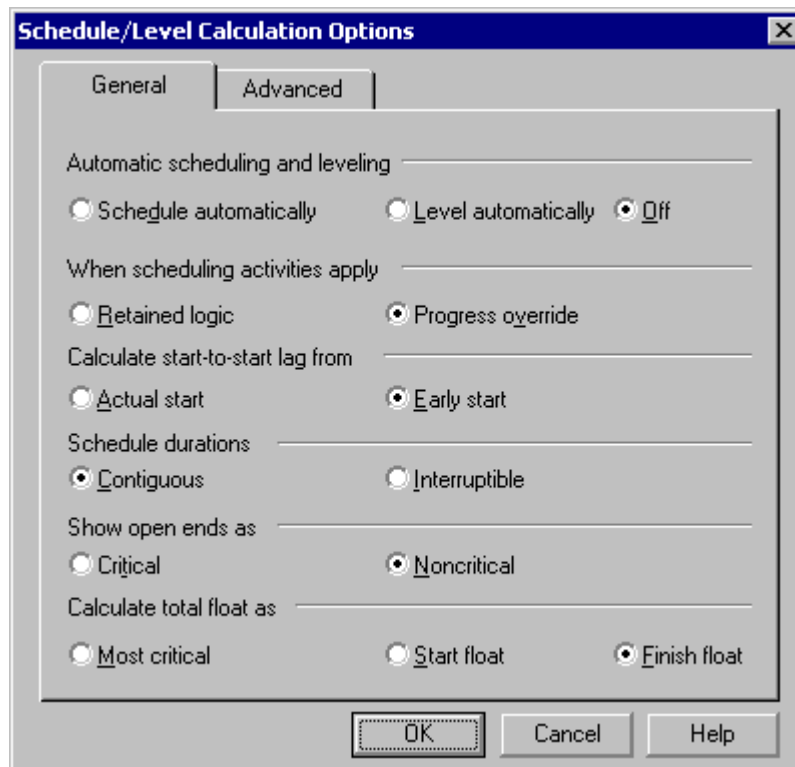 Schedule/Level Calculation Options
General Advanced
Automatic scheduling and leveling
Schedule automatically Level automatically Off
When scheduling activities apply
Retained logic Progress override
Calculate start-to-start lag from
Actual start Early start
Schedule durations
Contiguous Interruptible
Show open ends as
Critical Noncritical
Calculate total float as
Most critical Start float Finish float
OK Cancel Help